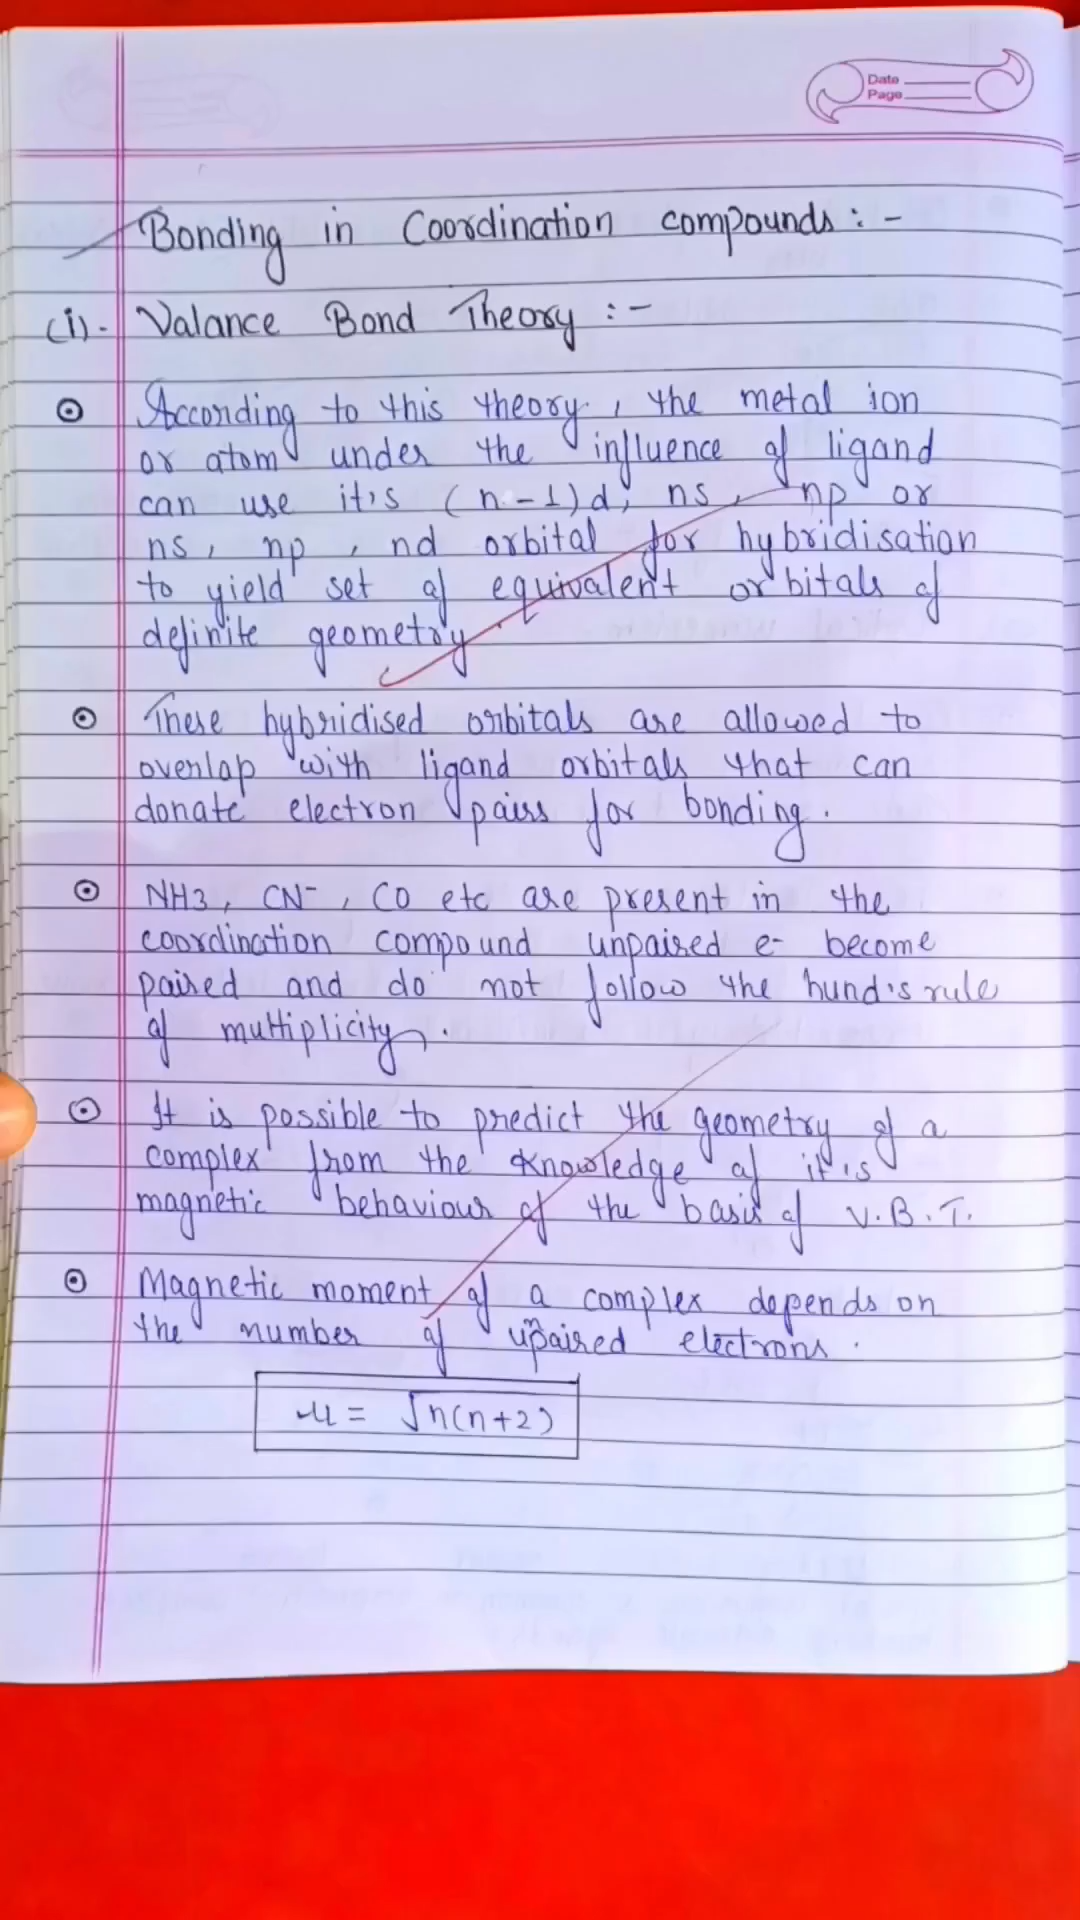 Date
Page
Bonding in Coordination compounds : -
(i) - Valance Bond Theory : -
According to this theory, the metal ion
or atom under the influence of ligand
can use it's (n-1)d, ns, np or
ns, np, nd orbital for hybridisation
to yield set of equivalent orbitals of
definite geometry.
These hybridised orbitals are allowed to
overlap with ligand orbitals that can
donate electron pairs for bonding.
NH3, CN⁻, CO etc are present in the
coordination compound unpaired e- become
paired and do not follow the hund's rule
of multiplicity.
It is possible to predict the geometry of a
complex from the knowledge of it's
magnetic behaviour of the basis of V.B.T.
Magnetic moment of a complex depends on
the number of unpaired electrons.
μ = √n(n+2)